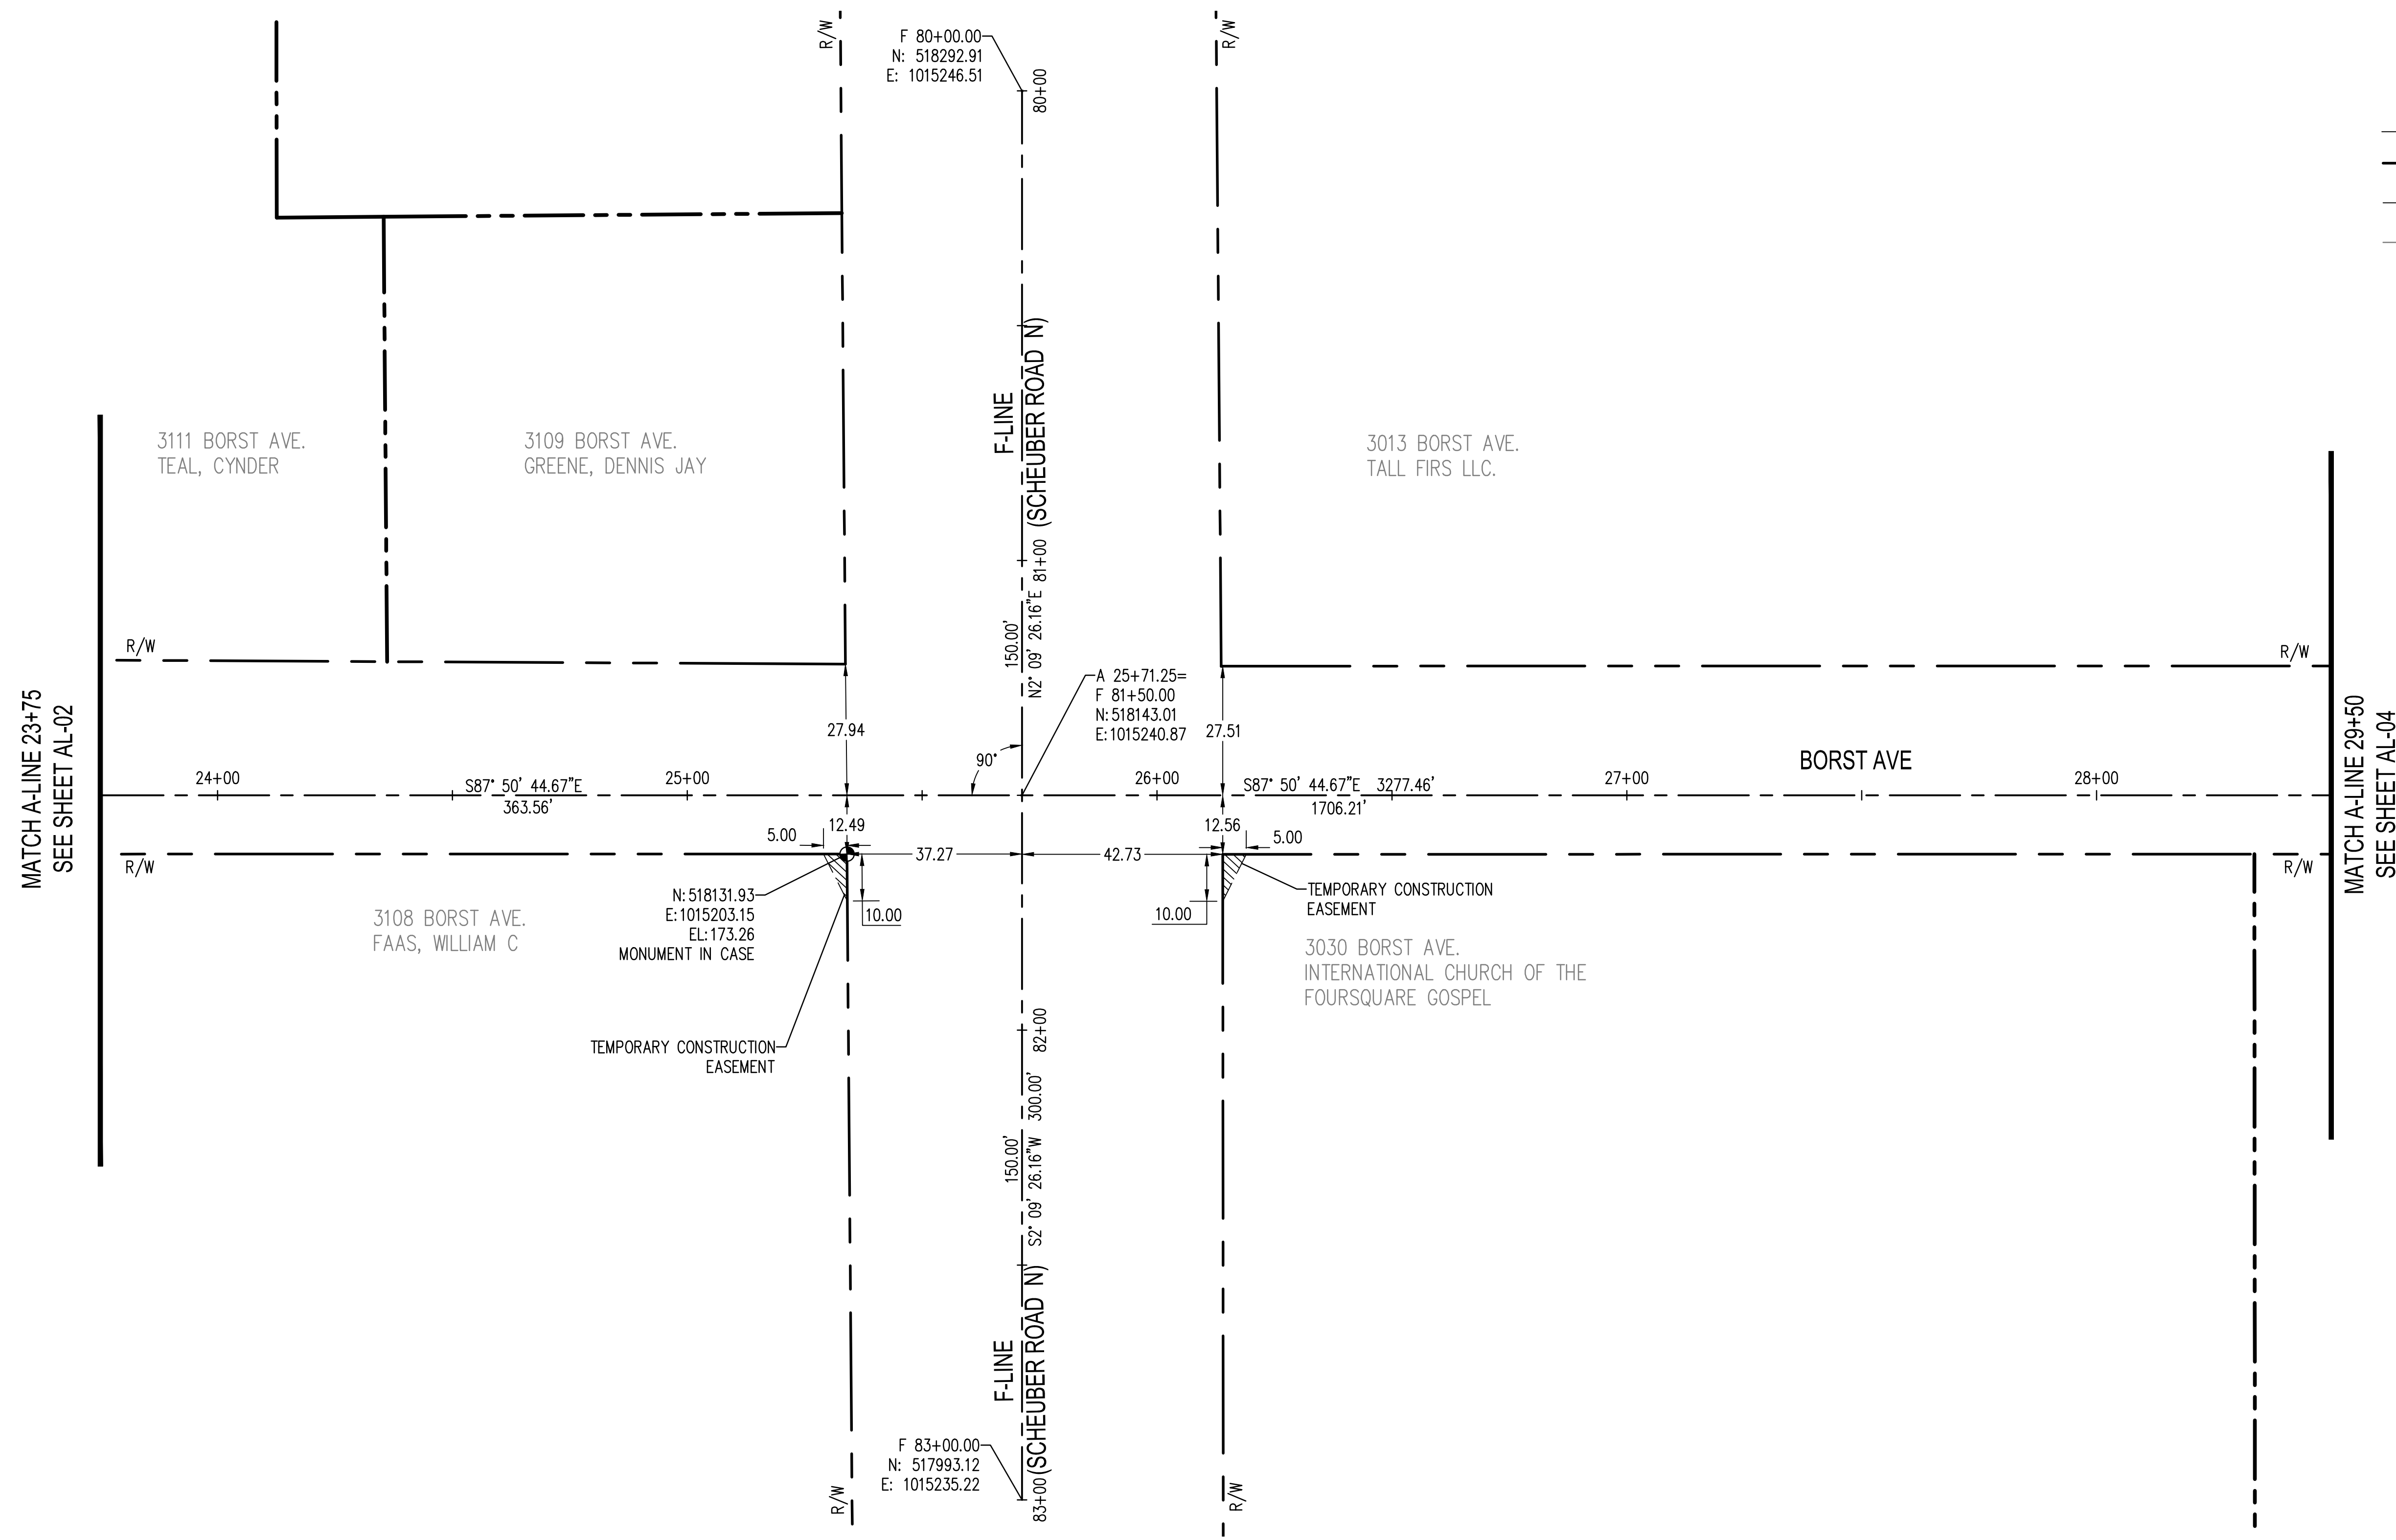 R/W
R/W
F 80+00.00
N: 518292.91
E: 1015246.51
80+00
F-LINE
(SCHEUBER ROAD N)
3111 BORST AVE.
TEAL, CYNDER
3109 BORST AVE.
GREENE, DENNIS JAY
3013 BORST AVE.
TALL FIRS LLC.
81+00
150.00'
N2° 09' 26.16"E
R/W
R/W
A 25+71.25=
F 81+50.00
N:518143.01
E:1015240.87
27.94
27.51
90°
MATCH A-LINE 23+75
SEE SHEET AL-02
24+00
S87° 50' 44.67"E
363.56'
25+00
26+00
S87° 50' 44.67"E 3277.46'
1706.21'
27+00
BORST AVE
28+00
MATCH A-LINE 29+50
SEE SHEET AL-04
5.00
12.49
12.56
5.00
37.27
42.73
R/W
R/W
N:518131.93
E:1015203.15
EL:173.26
MONUMENT IN CASE
10.00
10.00
TEMPORARY CONSTRUCTION
EASEMENT
3108 BORST AVE.
FAAS, WILLIAM C
3030 BORST AVE.
INTERNATIONAL CHURCH OF THE
FOURSQUARE GOSPEL
TEMPORARY CONSTRUCTION
EASEMENT
82+00
150.00'
S2° 09' 26.16"W 300.00'
F-LINE
(SCHEUBER ROAD N)
F 83+00.00
N: 517993.12
E: 1015235.22
83+00
R/W
R/W